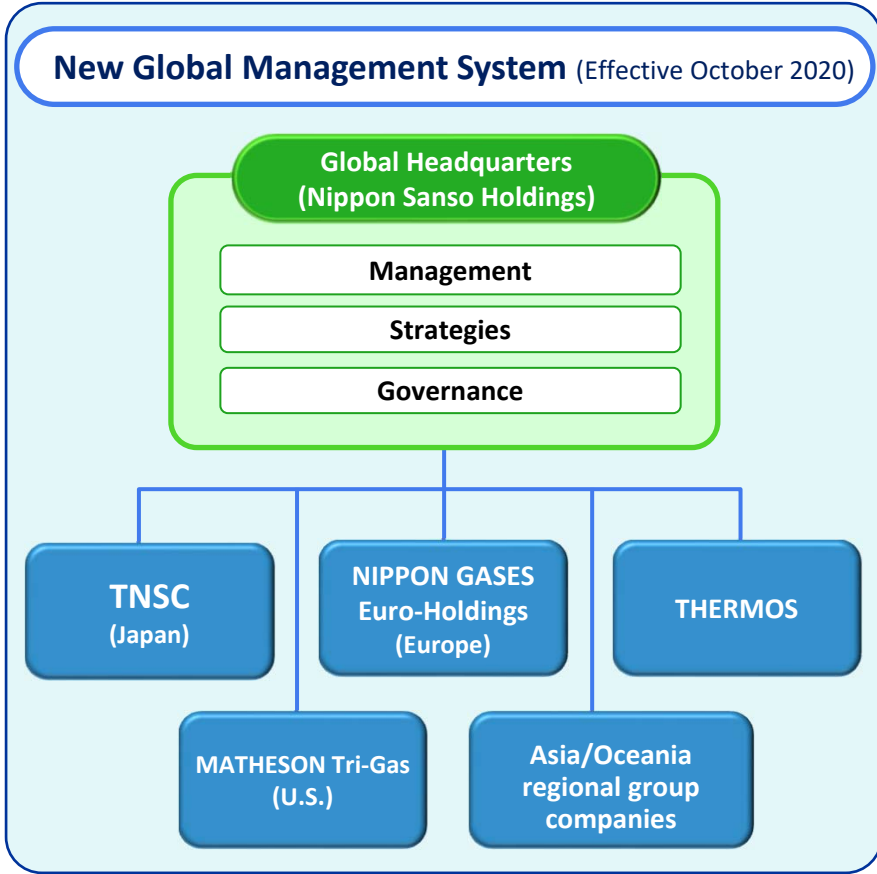 New Global Management System (Effective October 2020)
Global Headquarters
(Nippon Sanso Holdings)
Management
Strategies
Governance
TNSC
(Japan)
NIPPON GASES
Euro-Holdings
(Europe)
THERMOS
MATHESON Tri-Gas
(U.S.)
Asia/Oceania
regional group
companies